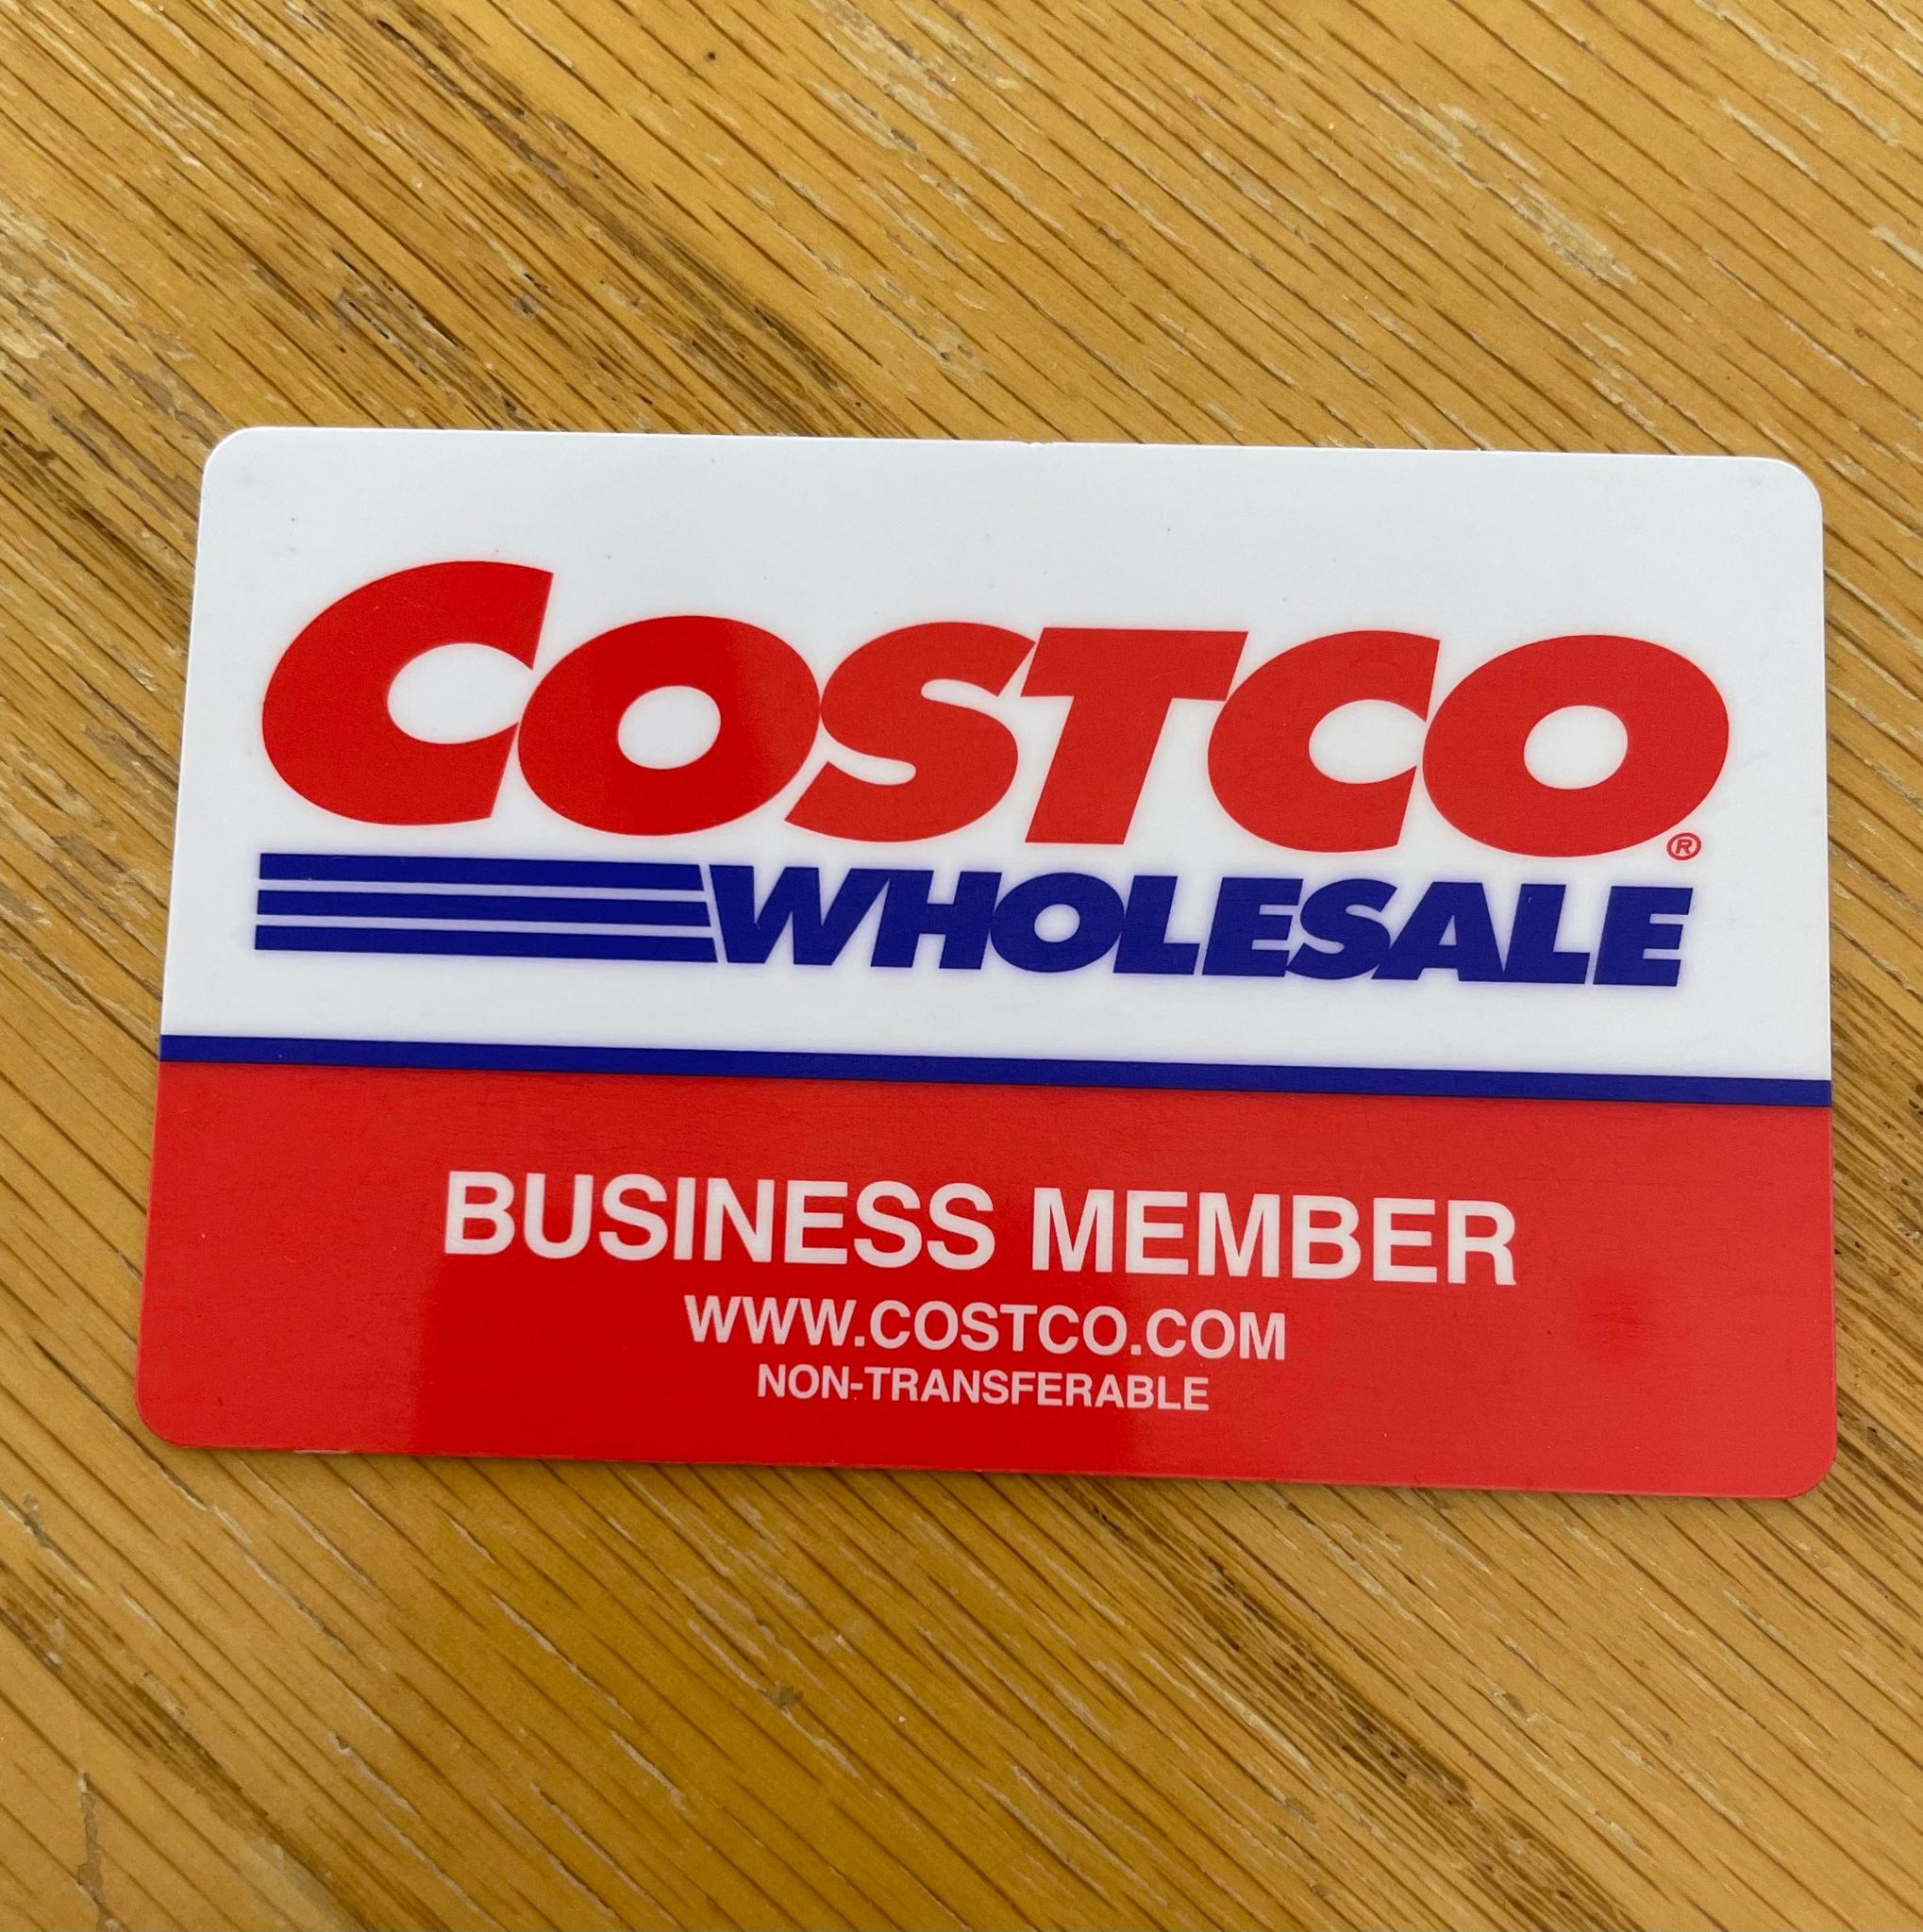 COSTCO®
WHOLESALE
BUSINESS MEMBER
WWW.COSTCO.COM
NON-TRANSFERABLE